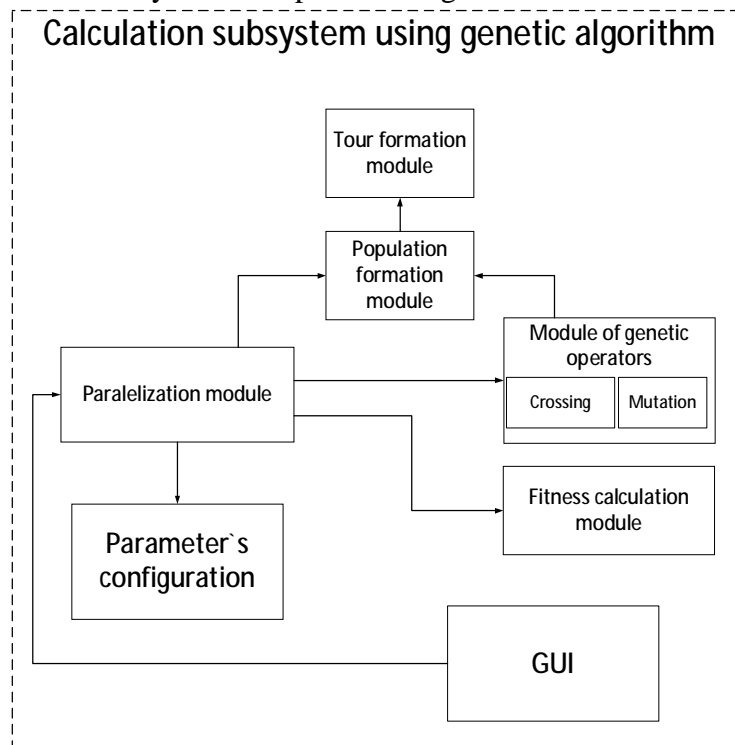 Calculation subsystem using genetic algorithm
Tour formation
module
Population
formation
module
Module of genetic
operators
Crossing
Mutation
Paralelization module
Fitness calculation
module
Parameter`s
configuration
GUI